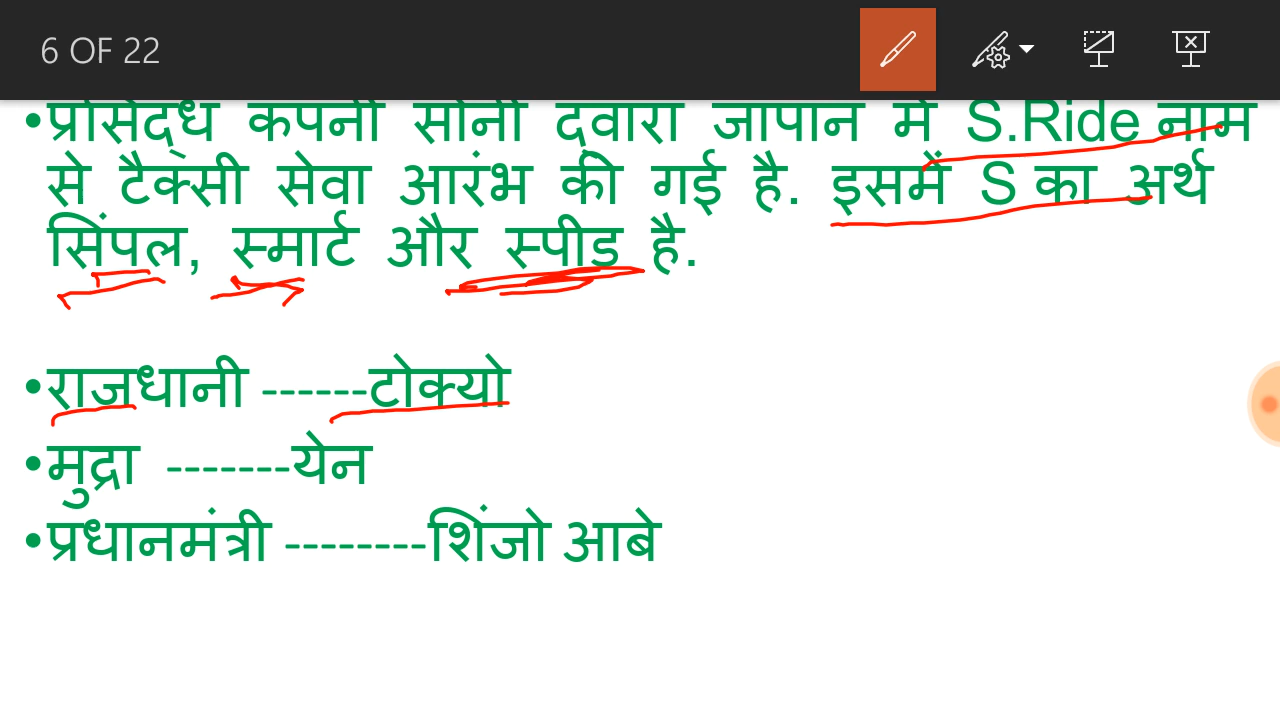 6 OF 22
•प्रसिद्ध कंपनी सोनी द्वारा जापान में S.Ride नाम
से टैक्सी सेवा आरंभ की गई है. इसमें S का अर्थ
सिंपल, स्मार्ट और स्पीड है.
•राजधानी ------टोक्यो
•मुद्रा -------येन
•प्रधानमंत्री --------शिंजो आबे